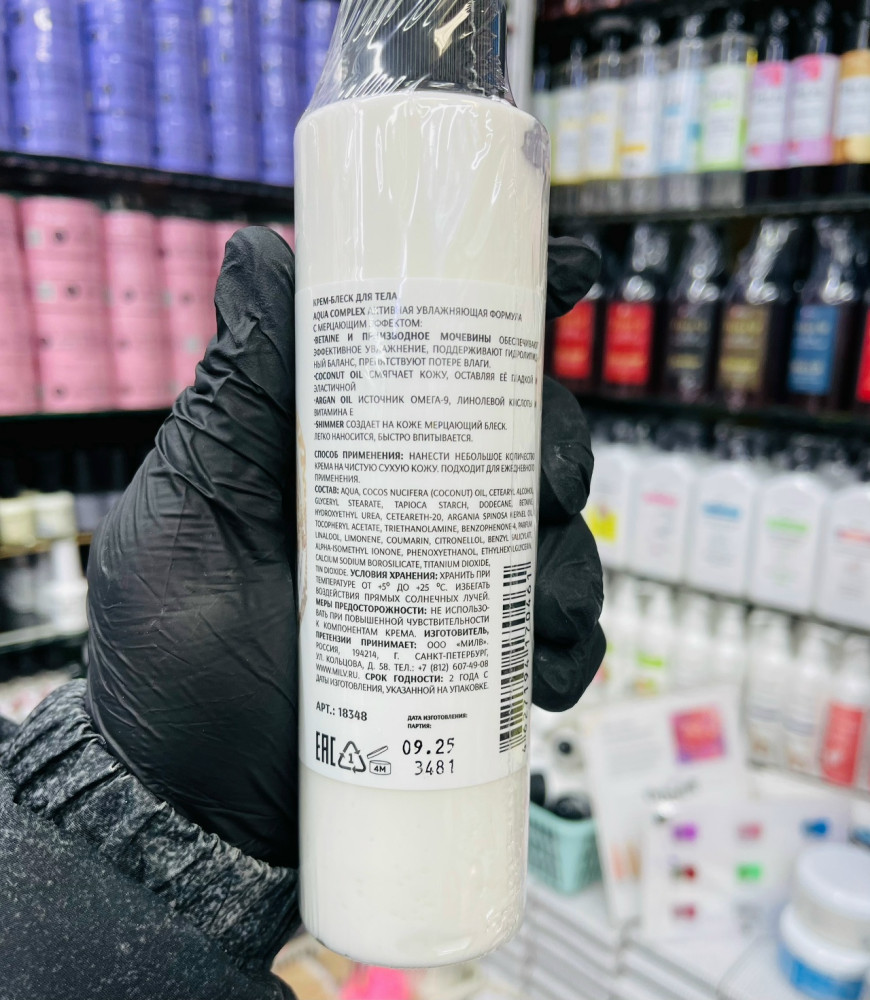 КРЕМ-БЛЕСК ДЛЯ ТЕЛА
AQUA COMPLEX АКТИВНАЯ УВЛАЖНЯЮЩАЯ ФОРМУЛА
С МЕРЦАЮЩИМ ЭФФЕКТОМ:
•BETAINE И ПРОИЗВОДНОЕ МОЧЕВИНЫ ОБЕСПЕЧИВАЮТ
ЭФФЕКТИВНОЕ УВЛАЖНЕНИЕ, ПОДДЕРЖИВАЮТ ГИДРОЛИПИД-
НЫЙ БАЛАНС, ПРЕПЯТСТВУЮТ ПОТЕРЕ ВЛАГИ.
•COCONUT OIL СМЯГЧАЕТ КОЖУ, ОСТАВЛЯЯ ЕЁ ГЛАДКОЙ И
ЭЛАСТИЧНОЙ
•ARGAN OIL ИСТОЧНИК ОМЕГА-9, ЛИНОЛЕВОЙ КИСЛОТЫ И
ВИТАМИНА Е
•SHIMMER СОЗДАЕТ НА КОЖЕ МЕРЦАЮЩИЙ БЛЕСК.
ЛЕГКО НАНОСИТСЯ, БЫСТРО ВПИТЫВАЕТСЯ.
СПОСОБ ПРИМЕНЕНИЯ: НАНЕСТИ НЕБОЛЬШОЕ КОЛИЧЕСТВО
КРЕМА НА ЧИСТУЮ СУХУЮ КОЖУ. ПОДХОДИТ ДЛЯ ЕЖЕДНЕВНОГО
ПРИМЕНЕНИЯ.
СОСТАВ: AQUA, COCOS NUCIFERA (COCONUT) OIL, CETEARYL ALCOHOL,
GLYCERYL STEARATE, TAPIOCA STARCH, DODECANE, BETAINE,
HYDROXYETHYL UREA, CETEARETH-20, ARGANIA SPINOSA KERNEL OIL,
TOCOPHERYL ACETATE, TRIETHANOLAMINE, BENZOPHENONE-4, PARFUM,
LINALOOL, LIMONENE, COUMARIN, CITRONELLOL, BENZYL SALICYLATE,
ALPHA-ISOMETHYL IONONE, PHENOXYETHANOL, ETHYLHEXYLGLYCERIN,
CALCIUM SODIUM BOROSILICATE, TITANIUM DIOXIDE,
TIN DIOXIDE. УСЛОВИЯ ХРАНЕНИЯ: ХРАНИТЬ ПРИ
ТЕМПЕРАТУРЕ ОТ +5° ДО +25 °С. ИЗБЕГАТЬ
ВОЗДЕЙСТВИЯ ПРЯМЫХ СОЛНЕЧНЫХ ЛУЧЕЙ.
МЕРЫ ПРЕДОСТОРОЖНОСТИ: НЕ ИСПОЛЬЗО-
ВАТЬ ПРИ ПОВЫШЕННОЙ ЧУВСТВИТЕЛЬНОСТИ
К КОМПОНЕНТАМ КРЕМА. ИЗГОТОВИТЕЛЬ,
ПРЕТЕНЗИИ ПРИНИМАЕТ: ООО «МИЛВ»,
РОССИЯ, 194214, Г. САНКТ-ПЕТЕРБУРГ,
УЛ. КОЛЬЦОВА, Д. 58. ТЕЛ.: +7 (812) 607-49-08
WWW.MILV.RU. СРОК ГОДНОСТИ: 2 ГОДА С
ДАТЫ ИЗГОТОВЛЕНИЯ, УКАЗАННОЙ НА УПАКОВКЕ.
АРТ.: 18348
ДАТА ИЗГОТОВЛЕНИЯ:
ПАРТИЯ:
09.25
3481
EAC
1
4М